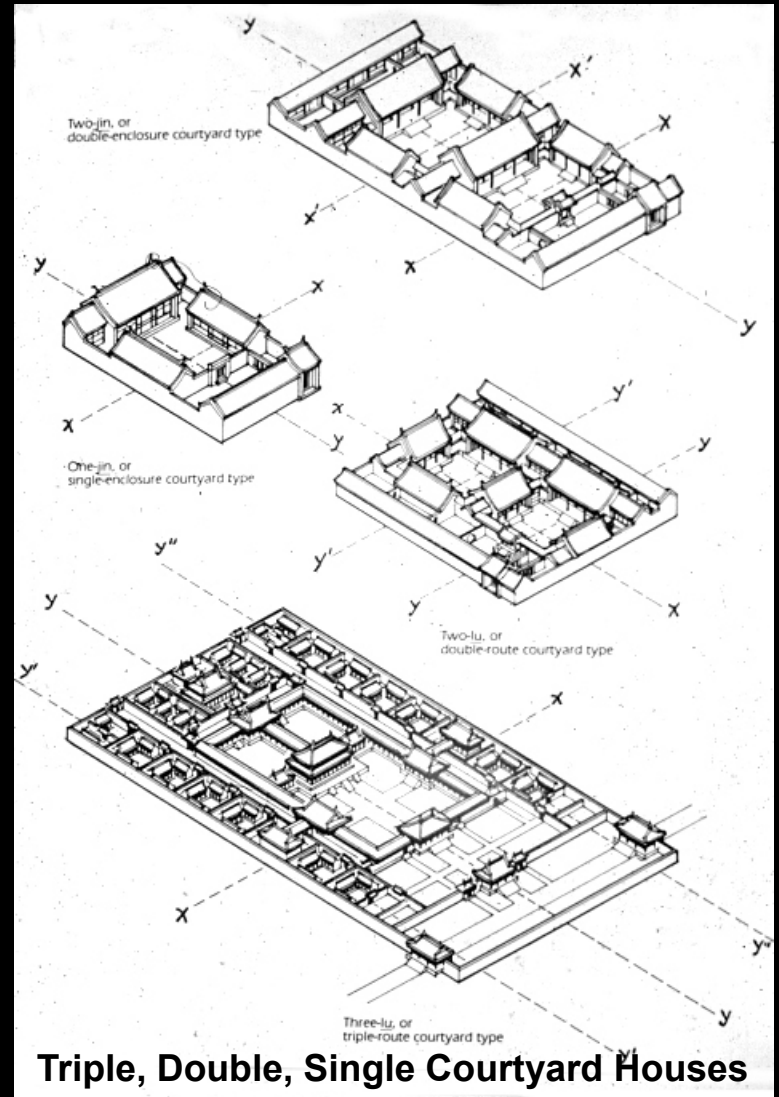 y
x'
Two-jin, or
double-enclosure courtyard type
x
x'
x
y
y
x
y'
x
y
x
y
One-jin, or
single-enclosure courtyard type
y"
y'
y
x
y
Two-lu, or
double-route courtyard type
y'
x
x
y"
y
Three-lu, or
triple-route courtyard type
y'
Triple, Double, Single Courtyard Houses